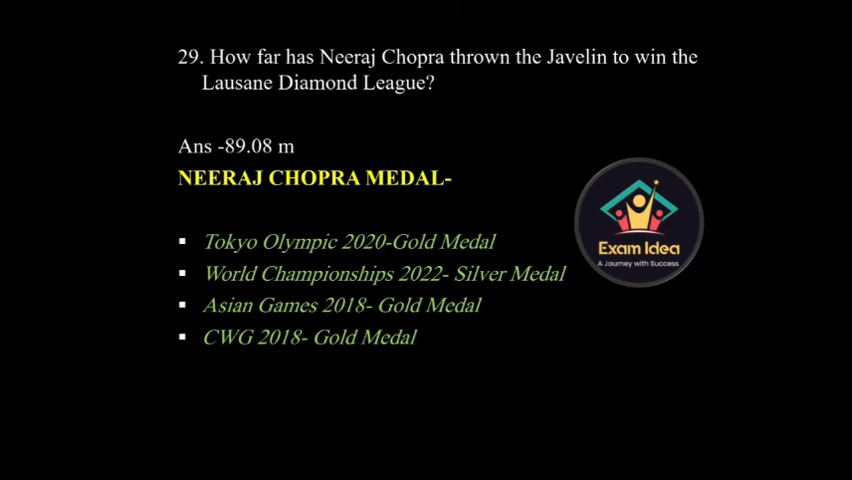 29. How far has Neeraj Chopra thrown the Javelin to win the
Lausane Diamond League?
Ans -89.08 m
NEERAJ CHOPRA MEDAL-
▪ Tokyo Olympic 2020-Gold Medal
▪ World Championships 2022- Silver Medal
▪ Asian Games 2018- Gold Medal
▪ CWG 2018- Gold Medal
Exam Idea
A Journey with Success